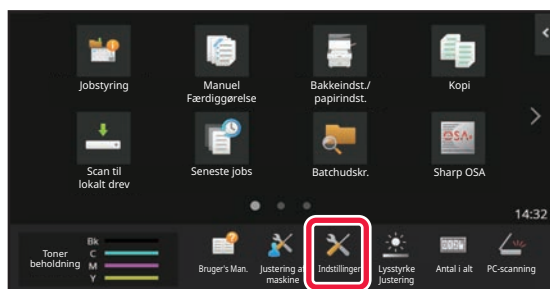 Jobstyring
Manuel
Færdiggørelse
Bakkeindst./
papirindst.
Kopi
Scan til
lokalt drev
Seneste jobs
Batchudskr.
OSA
Sharp OSA
14:32
Toner
beholdning
Bk
C
M
Y
Bruger's Man.
Justering af
maskine
Indstillinger
Lysstyrke
Justering
Antal i alt
PC-scanning